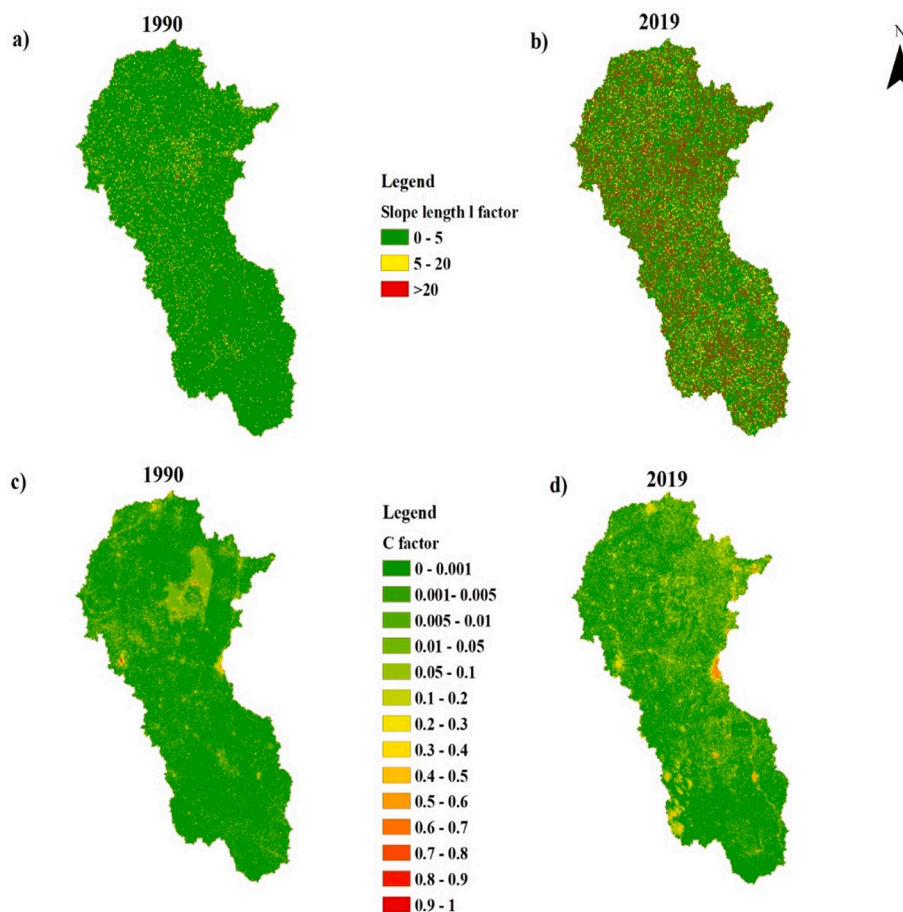 a)
1990
b)
2019
N
Legend
Slope length l factor
0 - 5
5 - 20
>20
c)
1990
d)
2019
Legend
C factor
0 - 0.001
0.001- 0.005
0.005 - 0.01
0.01 - 0.05
0.05 - 0.1
0.1 - 0.2
0.2 - 0.3
0.3 - 0.4
0.4 - 0.5
0.5 - 0.6
0.6 - 0.7
0.7 - 0.8
0.8 - 0.9
0.9 - 1